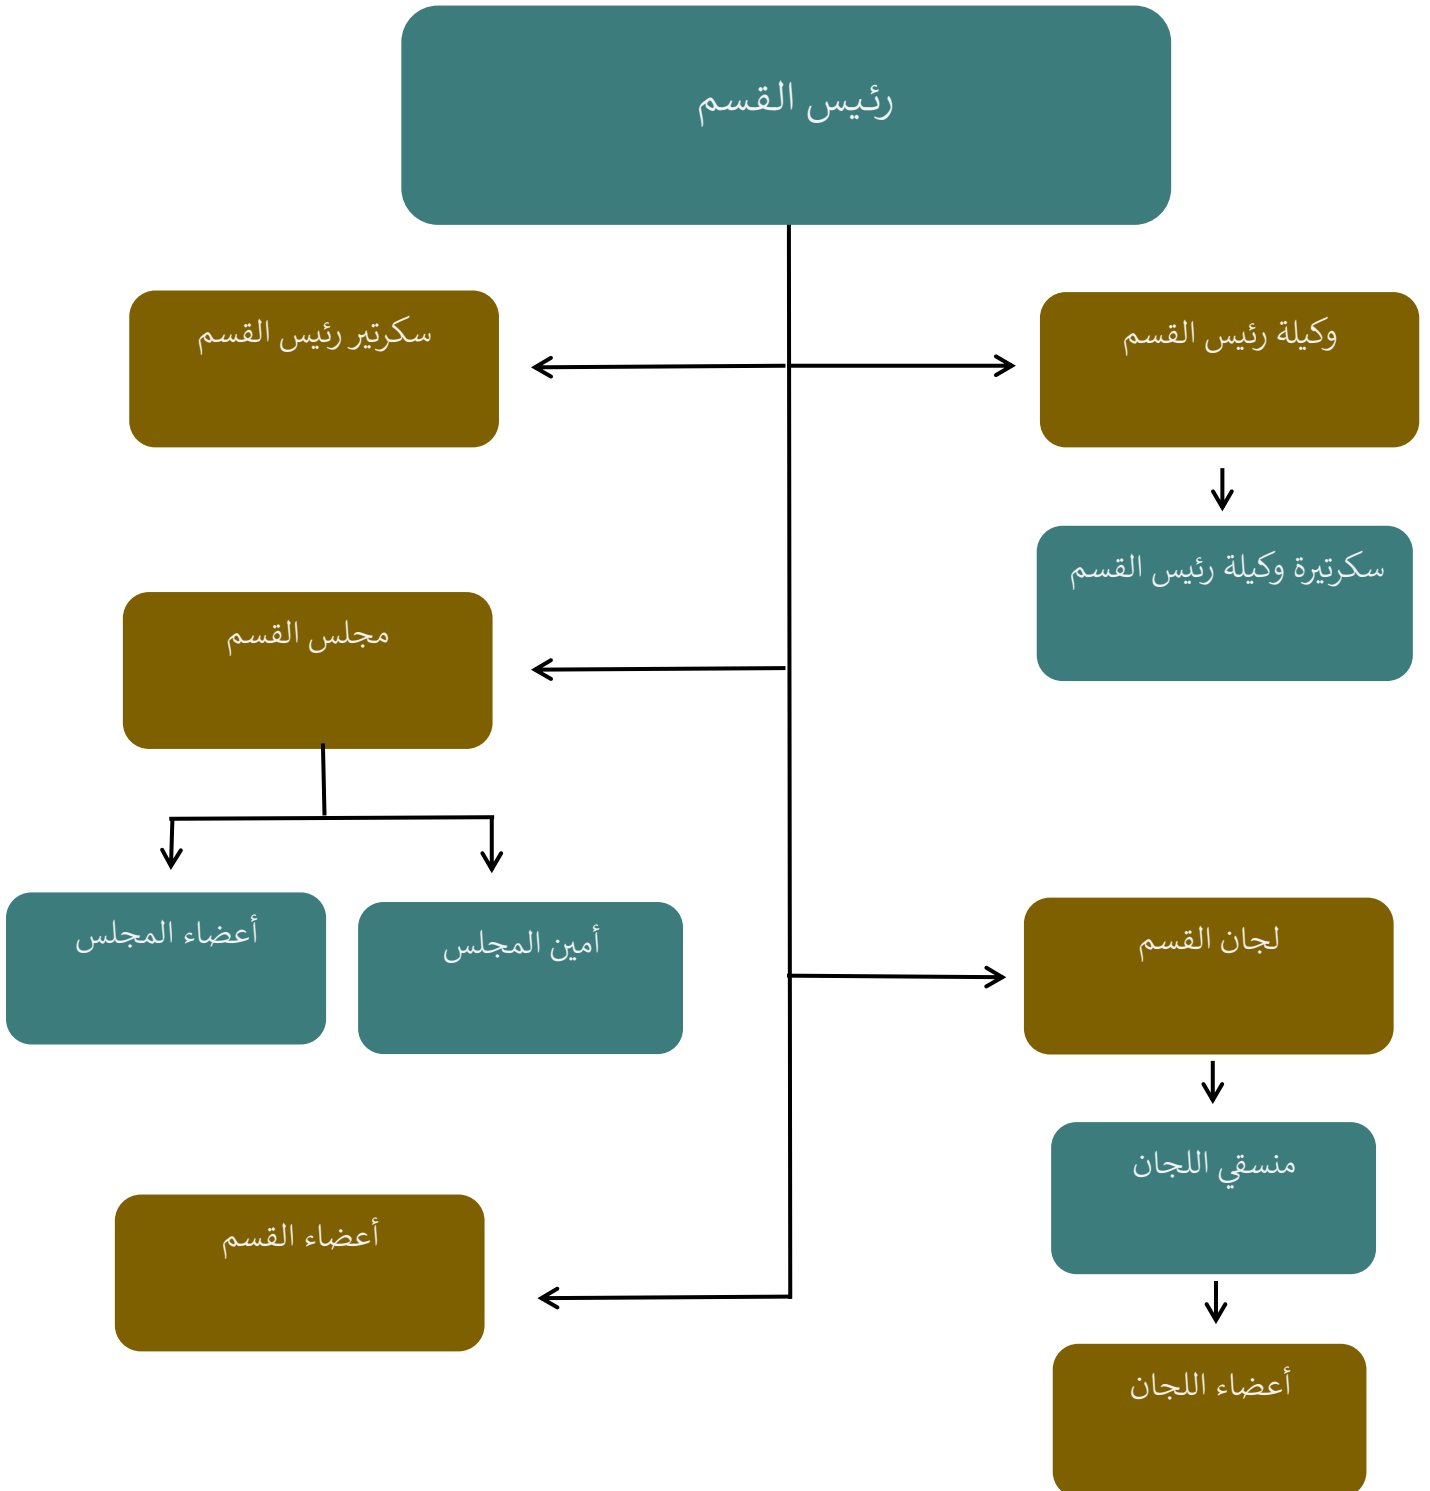 رئيس القسم
وكيلة رئيس القسم
سكرتير رئيس القسم
سكرتيرة وكيلة رئيس القسم
مجلس القسم
أمين المجلس
أعضاء المجلس
لجان القسم
منسقي اللجان
أعضاء القسم
أعضاء اللجان